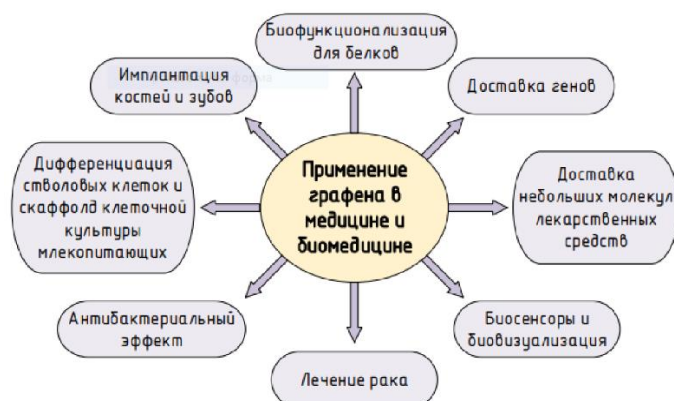 Биофункционализация
для белков
Имплантация
костей и зубов
Доставка генов
Дифференциация
стволовых клеток и
скаффолд клеточной
культуры
млекопитающих
Применение
графена в
медицине и
биомедицине
Доставка
небольших молекул
лекарственных
средств
Антибактериальный
эффект
Биосенсоры и
биовизуализация
Лечение рака